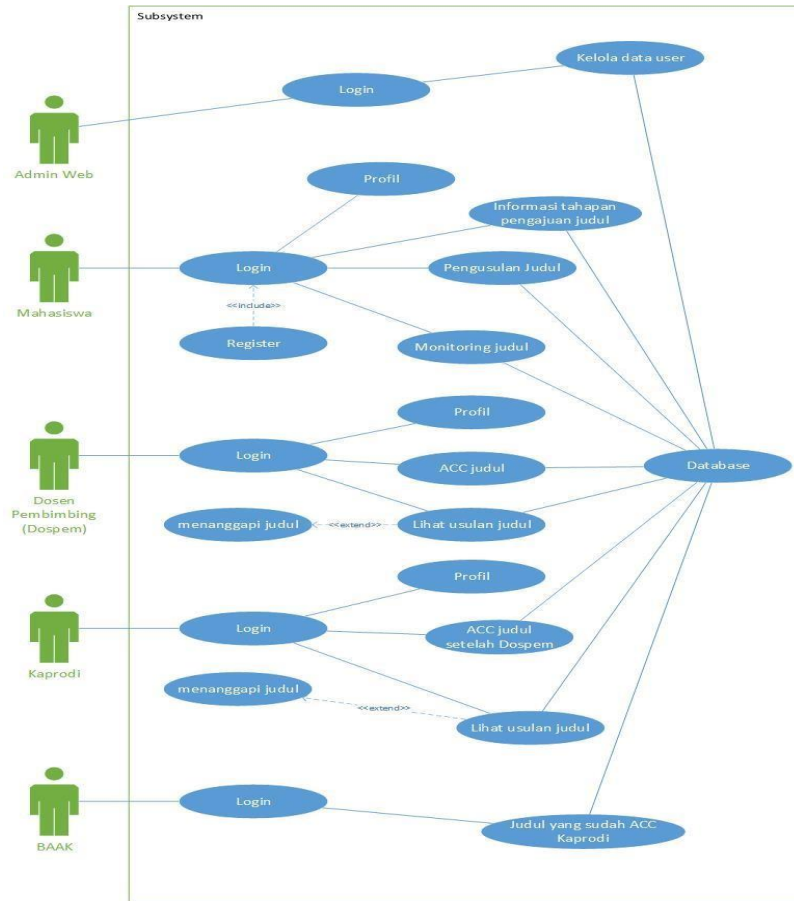 Subsystem
Kelola data user
Login
Admin Web
Profil
Informasi tahapan
pengajuan judul
Login
Pengusulan Judul
Mahasiswa
<<include>>
Register
Monitoring judul
Profil
Login
ACC judul
Database
Dosen
Pembimbing
(Dospem)
menanggapi judul
<<extend>>
Lihat usulan judul
Profil
Login
ACC judul
setelah Dospem
Kaprodi
menanggapi judul
<<extend>>
Lihat usulan judul
Login
Judul yang sudah ACC
Kaprodi
BAAK